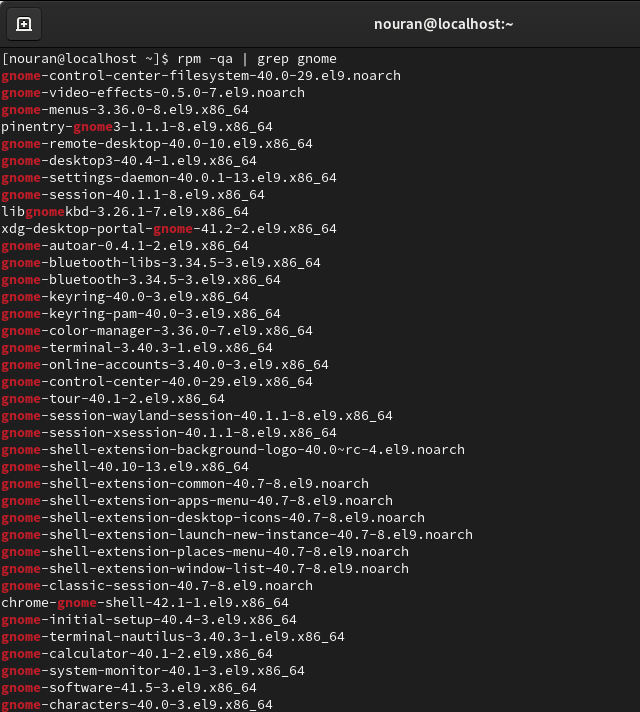 nouran@localhost:~
[nouran@localhost ~]$ rpm -qa | grep gnome
gnome-control-center-filesystem-40.0-29.el9.noarch
gnome-video-effects-0.5.0-7.el9.noarch
gnome-menus-3.36.0-8.el9.x86_64
pinentry-gnome3-1.1.1-8.el9.x86_64
gnome-remote-desktop-40.0-10.el9.x86_64
gnome-desktop3-40.4-1.el9.x86_64
gnome-settings-daemon-40.0.1-13.el9.x86_64
gnome-session-40.1.1-8.el9.x86_64
libgnomekbd-3.26.1-7.el9.x86_64
xdg-desktop-portal-gnome-41.2-2.el9.x86_64
gnome-autoar-0.4.1-2.el9.x86_64
gnome-bluetooth-libs-3.34.5-3.el9.x86_64
gnome-bluetooth-3.34.5-3.el9.x86_64
gnome-keyring-40.0-3.el9.x86_64
gnome-keyring-pam-40.0-3.el9.x86_64
gnome-color-manager-3.36.0-7.el9.x86_64
gnome-terminal-3.40.3-1.el9.x86_64
gnome-online-accounts-3.40.0-3.el9.x86_64
gnome-control-center-40.0-29.el9.x86_64
gnome-tour-40.1-2.el9.x86_64
gnome-session-wayland-session-40.1.1-8.el9.x86_64
gnome-session-xsession-40.1.1-8.el9.x86_64
gnome-shell-extension-background-logo-40.0~rc-4.el9.noarch
gnome-shell-40.10-13.el9.x86_64
gnome-shell-extension-common-40.7-8.el9.noarch
gnome-shell-extension-apps-menu-40.7-8.el9.noarch
gnome-shell-extension-desktop-icons-40.7-8.el9.noarch
gnome-shell-extension-launch-new-instance-40.7-8.el9.noarch
gnome-shell-extension-places-menu-40.7-8.el9.noarch
gnome-shell-extension-window-list-40.7-8.el9.noarch
gnome-classic-session-40.7-8.el9.noarch
chrome-gnome-shell-42.1-1.el9.x86_64
gnome-initial-setup-40.4-3.el9.x86_64
gnome-terminal-nautilus-3.40.3-1.el9.x86_64
gnome-calculator-40.1-2.el9.x86_64
gnome-system-monitor-40.1-3.el9.x86_64
gnome-software-41.5-3.el9.x86_64
gnome-characters-40.0-3.el9.x86_64